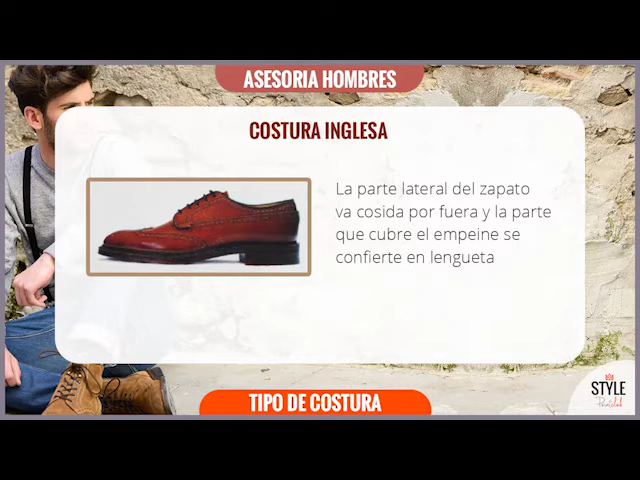 ASESORIA HOMBRES
COSTURA INGLESA
La parte lateral del zapato
va cosida por fuera y la parte
que cubre el empeine se
confierte en lengueta
STYLE
TIPO DE COSTURA